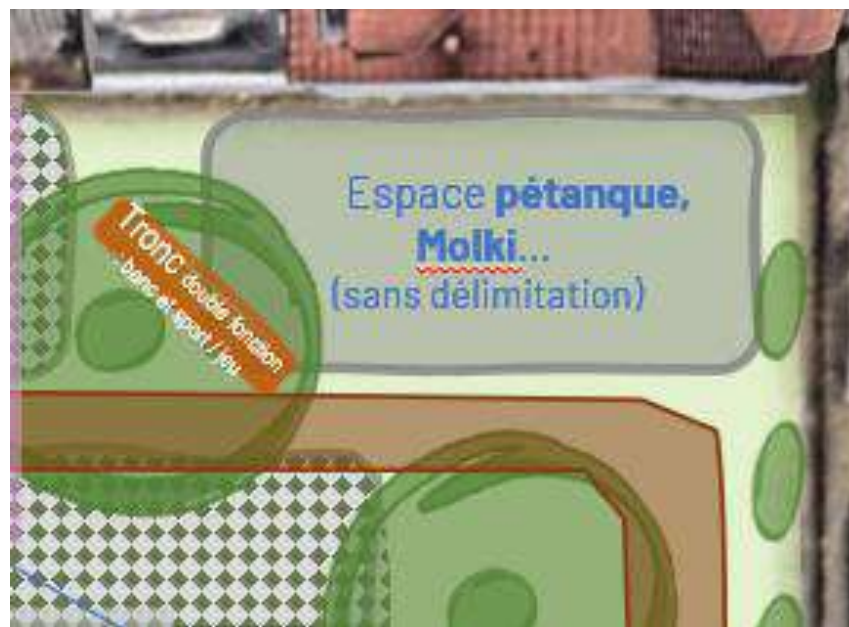 Espace pétanque,
Molki...
(sans délimitation)
Tronc double fonction
- banc et sport / jeu